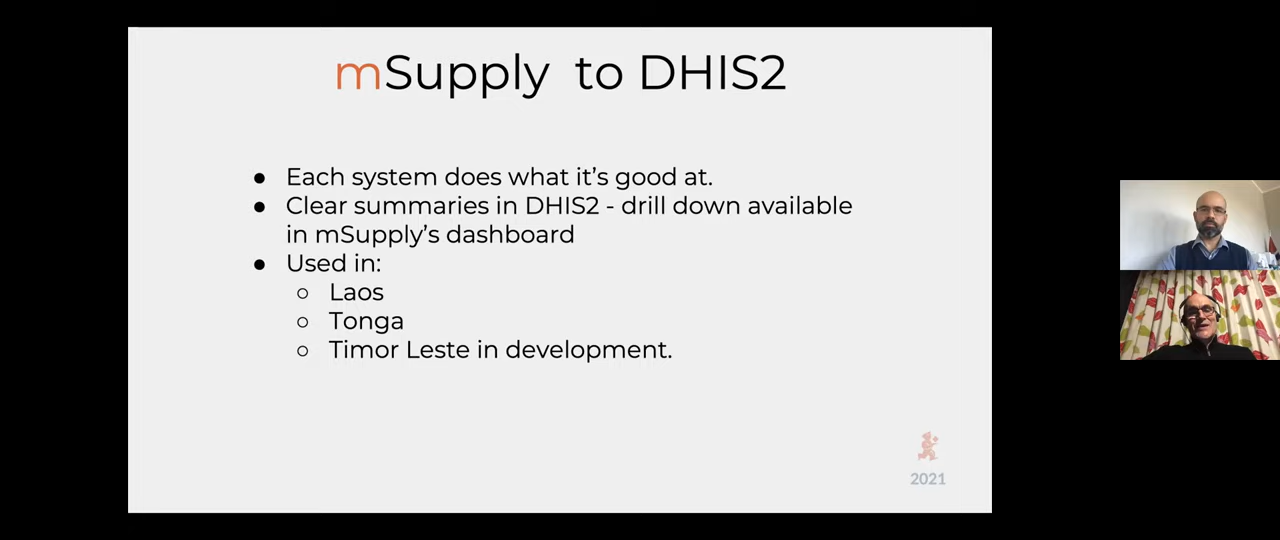 mSupply to DHIS2
● Each system does what it's good at.
● Clear summaries in DHIS2 - drill down available
in mSupply's dashboard
● Used in:
○ Laos
○ Tonga
○ Timor Leste in development.
2021